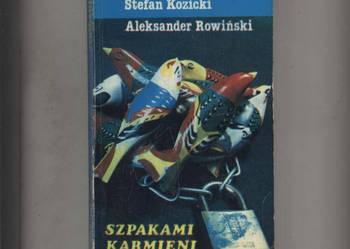 Stefan Kozicki
Aleksander Rowiński
SZPAKAMI
KARMIENI